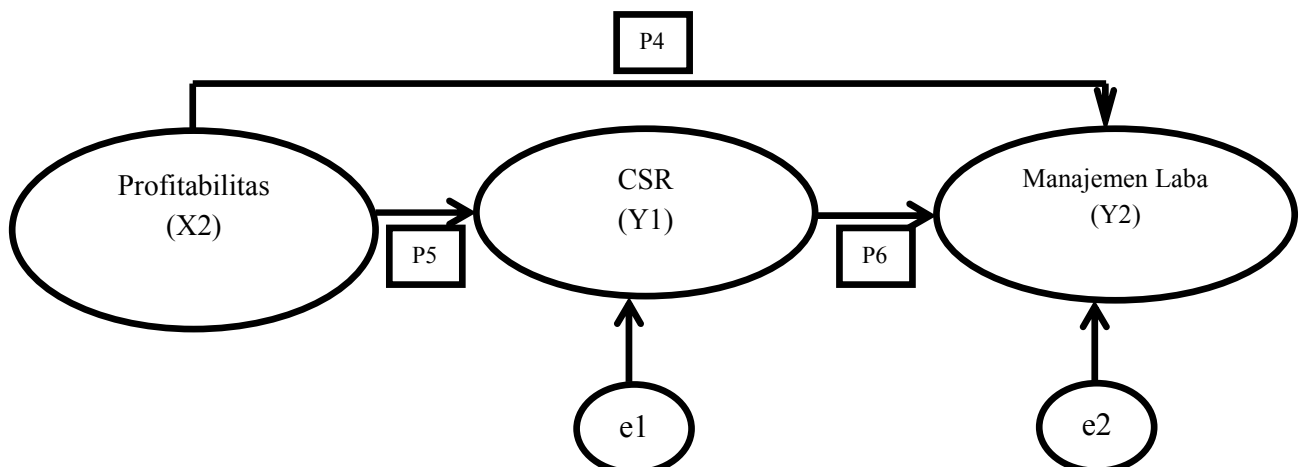 P4
Profitabilitas
(X2)
CSR
(Y1)
Manajemen Laba
(Y2)
P5
P6
e1
e2